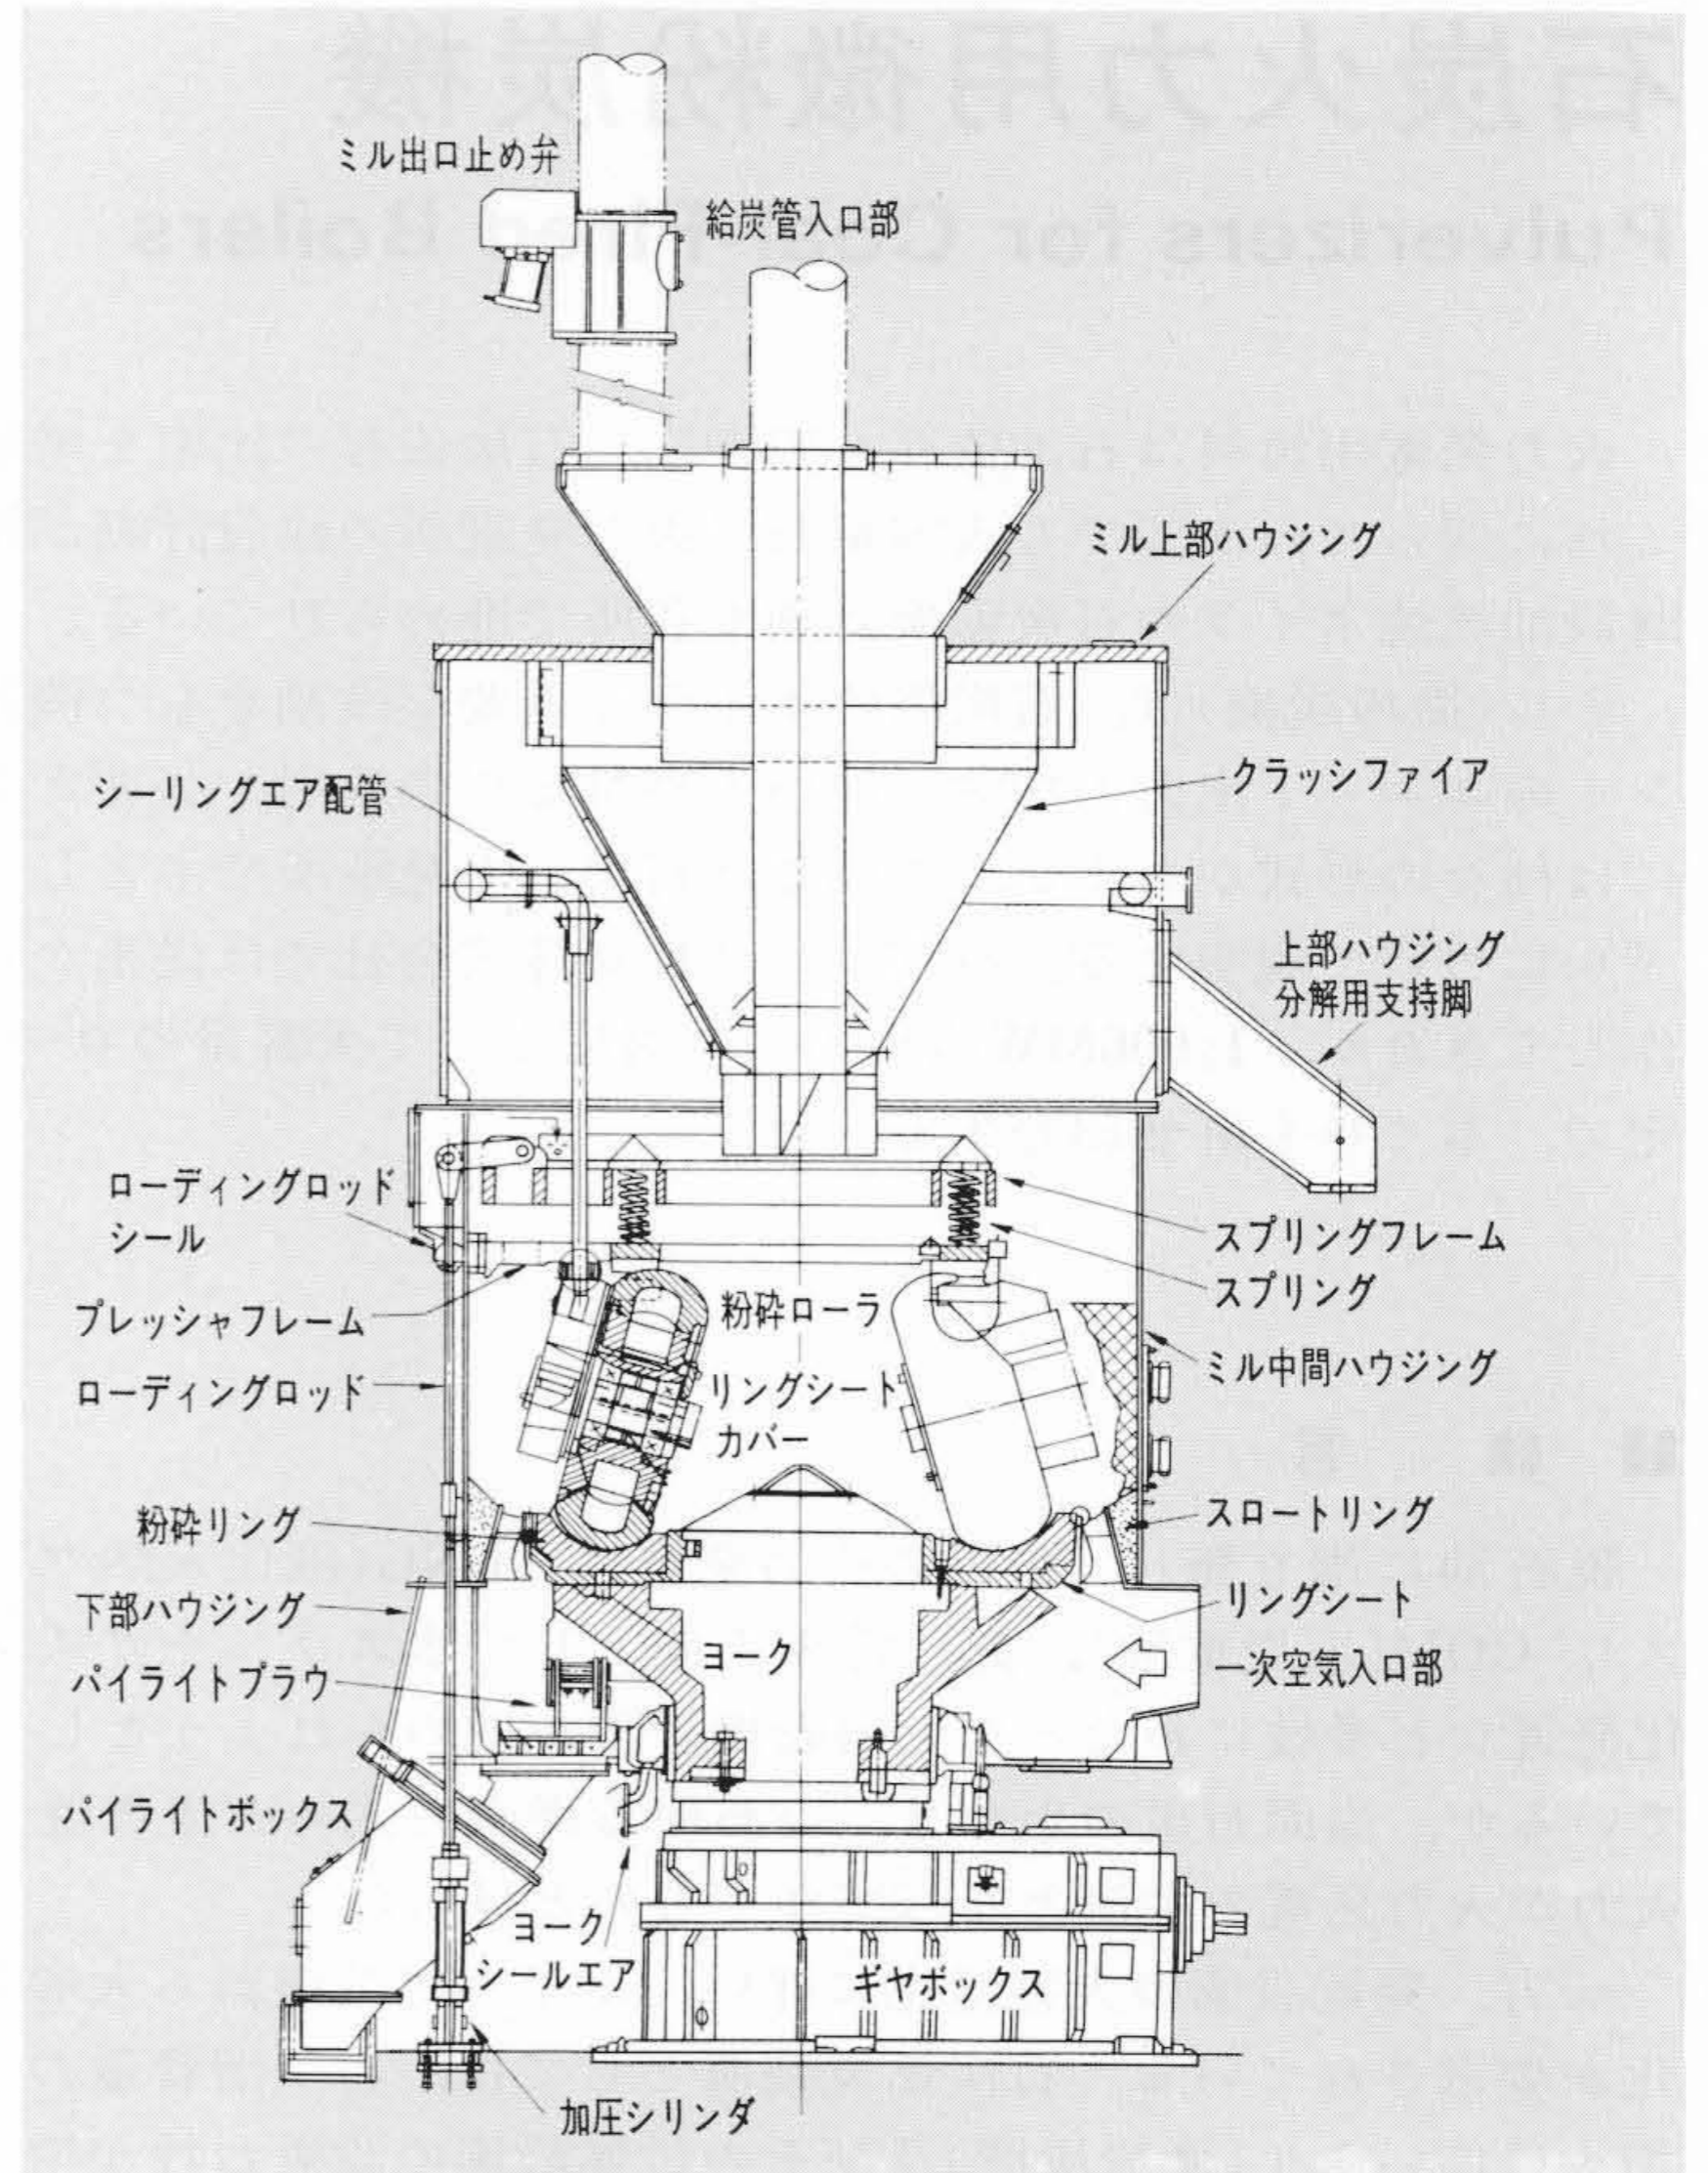 ミル出口止め弁
給炭管入口部
ミル上部ハウジング
シーリングエア配管
クラッシファイア
上部ハウジング
分解用支持脚
ローディングロッド
シール
スプリングフレーム
スプリング
プレッシャフレーム
粉砕ローラ
ミル中間ハウジング
ローディングロッド
リングシート
カバー
粉砕リング
スロートリング
下部ハウジング
リングシート
ヨーク
一次空気入口部
パイライトプラウ
パイライトボックス
ヨーク
シールエア
ギヤボックス
加圧シリンダ